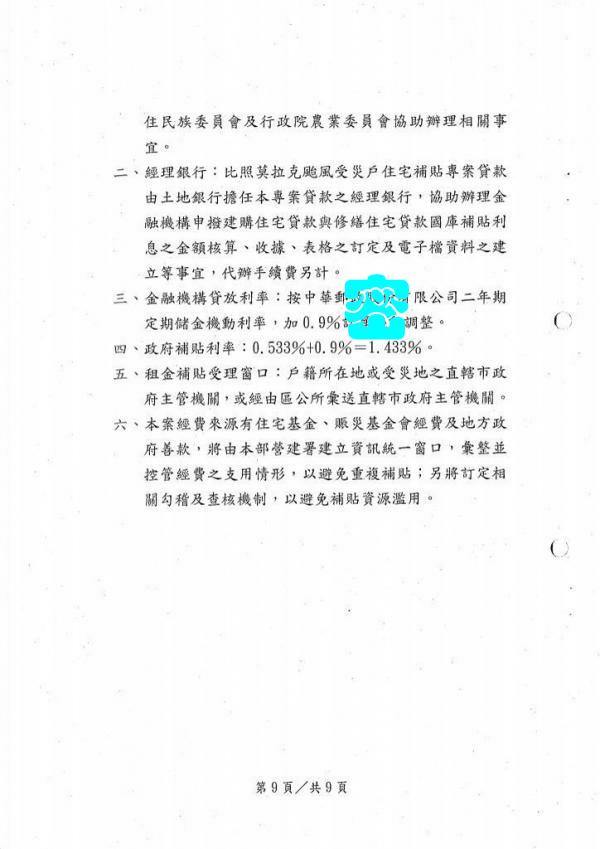 住民族委員會及行政院農業委員會協助辦理相關事
宜。
二、經理銀行：比照莫拉克颱風受災戶住宅補貼專案貸款
由土地銀行擔任本專案貸款之經理銀行，協助辦理金
融機構申撥建購住宅貸款與修繕住宅貸款國庫補貼利
息之金額核算、收據、表格之訂定及電子檔資料之建
立等事宜，代辦手續費另計。
三、金融機構貸放利率：按中華郵 有限公司二年期
定期儲金機動利率，加0.9% 調整。
四、政府補貼利率：0.533%+0.9%=1.433%。
五、租金補貼受理窗口：戶籍所在地或受災地之直轄市政
府主管機關，或經由區公所彙送直轄市政府主管機關。
六、本案經費來源有住宅基金、賑災基金會經費及地方政
府善款，將由本部營建署建立資訊統一窗口，彙整並
控管經費之支用情形，以避免重複補貼；另將訂定相
關勾稽及查核機制，以避免補貼資源濫用。
第9頁／共9頁